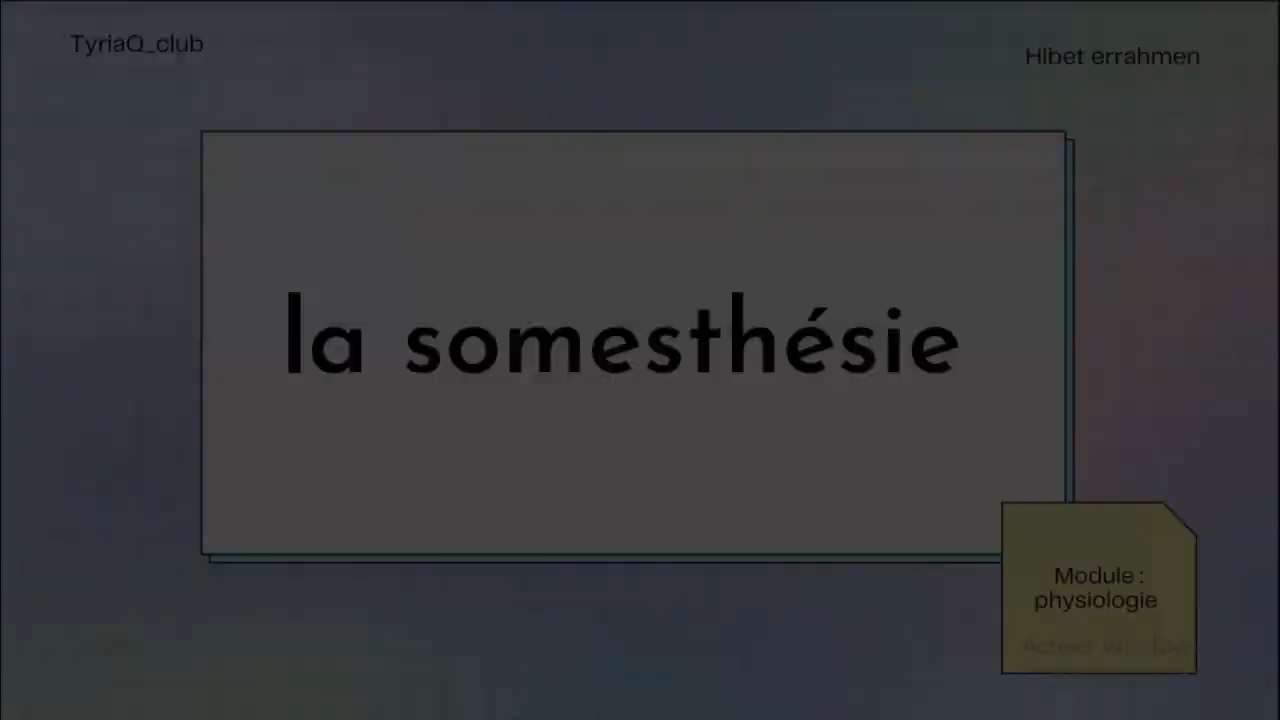 TyriaQ_club
Hibet errahmen
la somesthésie
Module :
physiologie